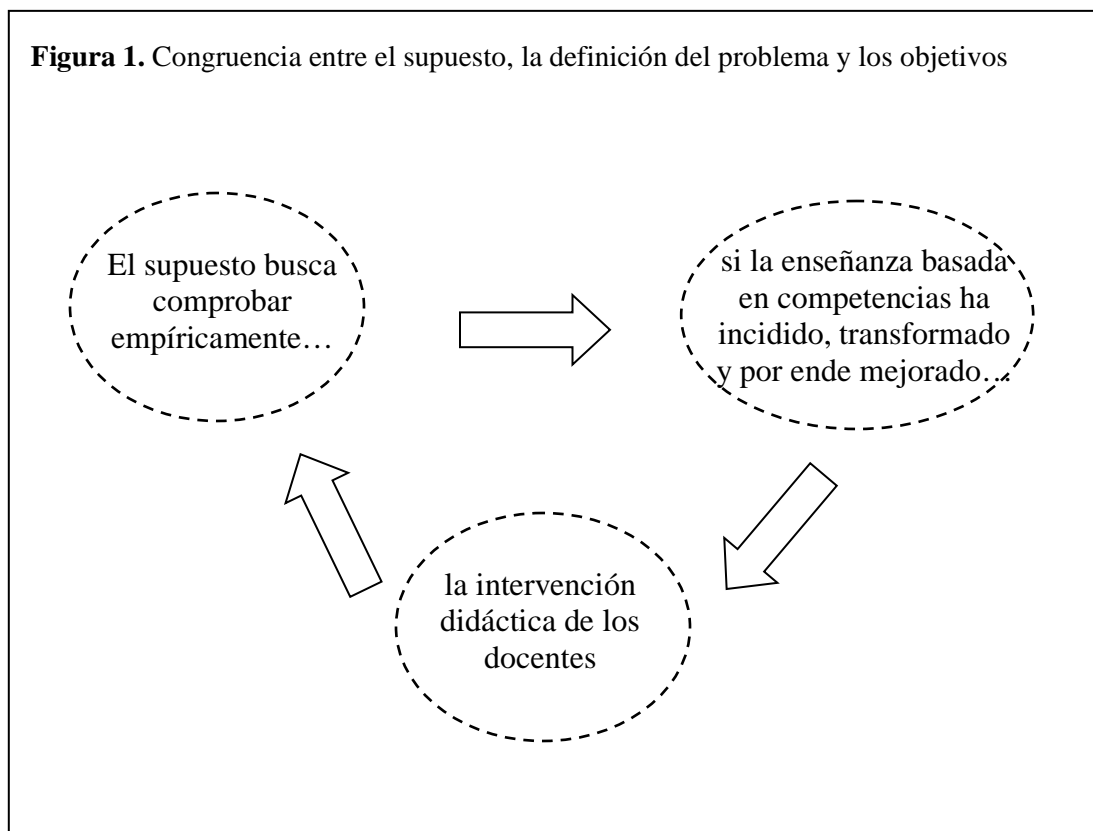 Figura 1. Congruencia entre el supuesto, la definición del problema y los objetivos
El supuesto busca
comprobar
empíricamente…
si la enseñanza basada
en competencias ha
incidido, transformado
y por ende mejorado…
la intervención
didáctica de los
docentes